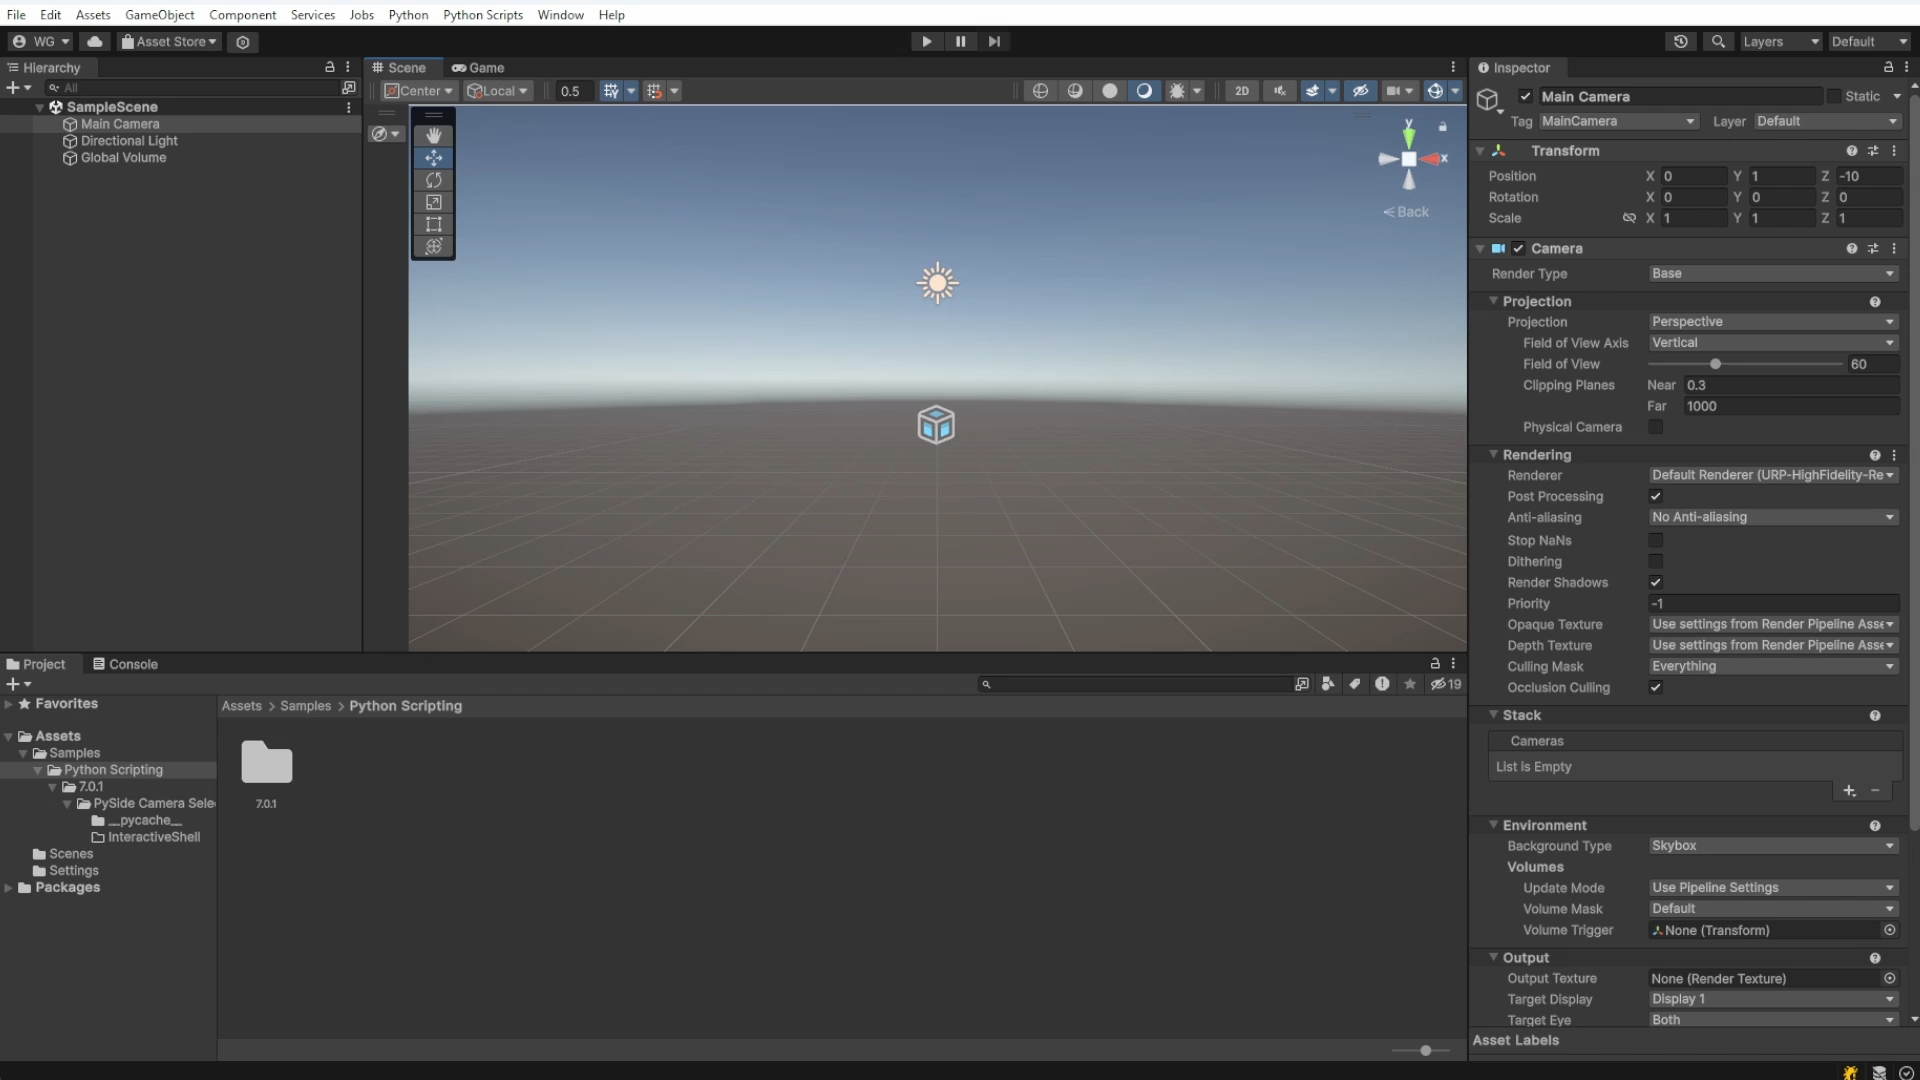 File Edit Assets GameObject Component Services Jobs Python Python Scripts Window Help
WG Asset Store Layers Default
Hierarchy
All
SampleScene
Main Camera
Directional Light
Global Volume
Scene Game
Center Local 0.5 2D
y
x
Back
Inspector
Main Camera Static
Tag MainCamera Layer Default
Transform
Position X 0 Y 1 Z -10
Rotation X 0 Y 0 Z 0
Scale X 1 Y 1 Z 1
Camera
Render Type Base
Projection
Projection Perspective
Field of View Axis Vertical
Field of View 60
Clipping Planes Near 0.3
Far 1000
Physical Camera
Rendering
Renderer Default Renderer (URP-HighFidelity-Re
Post Processing
Anti-aliasing No Anti-aliasing
Stop NaNs
Dithering
Render Shadows
Priority -1
Opaque Texture Use settings from Render Pipeline Asse
Depth Texture Use settings from Render Pipeline Asse
Culling Mask Everything
Occlusion Culling
Stack
Cameras
List is Empty
Environment
Background Type Skybox
Volumes
Update Mode Use Pipeline Settings
Volume Mask Default
Volume Trigger None (Transform)
Output
Output Texture None (Render Texture)
Target Display Display 1
Target Eye Both
Asset Labels
Project Console
19
Favorites
Assets
Samples
Python Scripting
7.0.1
PySide Camera Sele
__pycache__
InteractiveShell
Scenes
Settings
Packages
Assets > Samples > Python Scripting
7.0.1